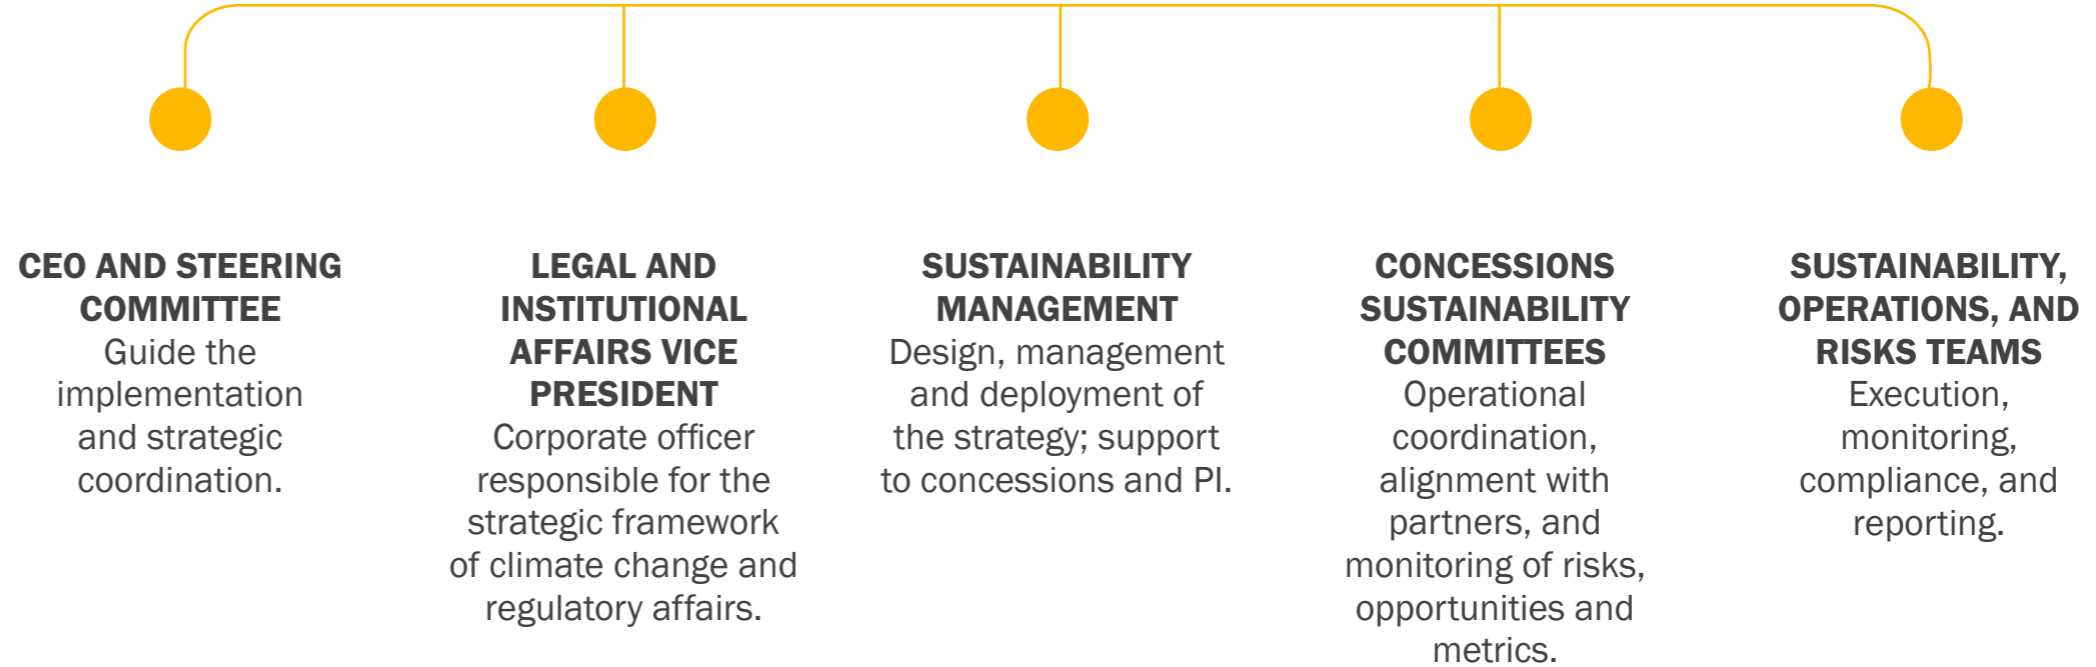 CEO AND STEERING
COMMITTEE
Guide the
implementation
and strategic
coordination.
LEGAL AND
INSTITUTIONAL
AFFAIRS VICE
PRESIDENT
Corporate officer
responsible for the
strategic framework
of climate change and
regulatory affairs.
SUSTAINABILITY
MANAGEMENT
Design, management
and deployment of
the strategy; support
to concessions and PI.
CONCESSIONS
SUSTAINABILITY
COMMITTEES
Operational
coordination,
alignment with
partners, and
monitoring of risks,
opportunities and
metrics.
SUSTAINABILITY,
OPERATIONS, AND
RISKS TEAMS
Execution,
monitoring,
compliance, and
reporting.